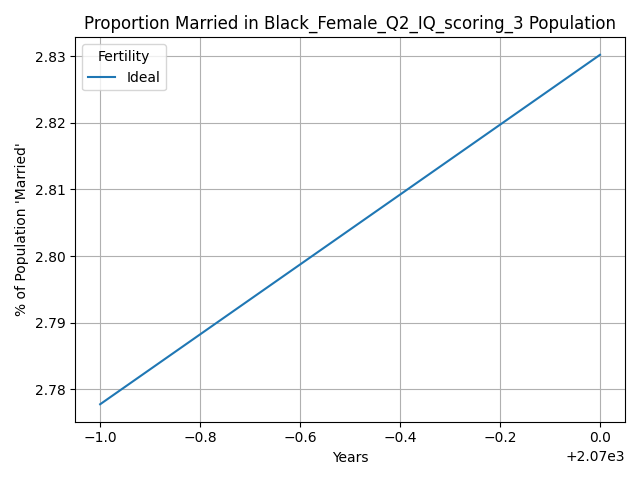 Proportion Married in Black_Female_Q2_IQ_scoring_3 Population
Fertility
Ideal
% of Population 'Married'
2.83
2.82
2.81
2.80
2.79
2.78
−1.0
−0.8
−0.6
−0.4
−0.2
0.0
Years
+2.07e3